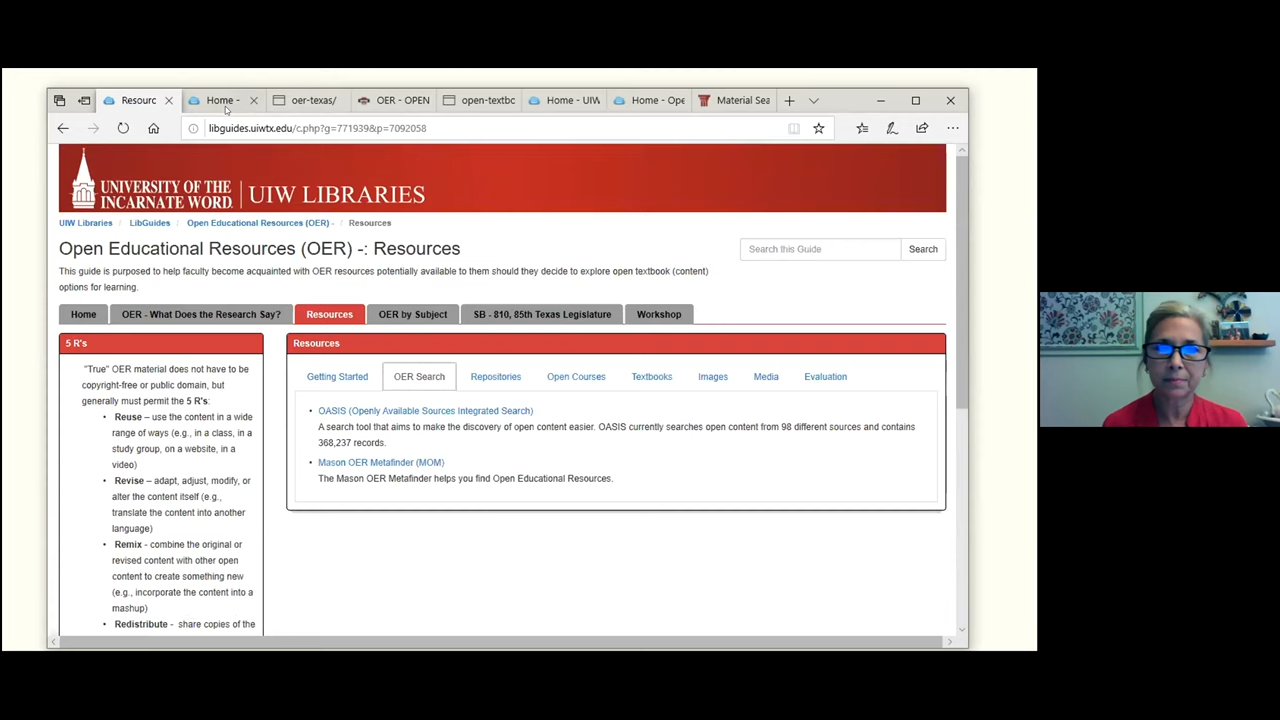 Resourc
Home -
oer-texas/
OER - OPEN
open-textbc
Home - UIW
Home - Ope
Material Sea
libguides.uiwtx.edu/c.php?g=771939&p=7092058
UNIVERSITY OF THE
INCARNATE WORD
UIW LIBRARIES
UIW Libraries / LibGuides / Open Educational Resources (OER) - / Resources
Open Educational Resources (OER) -: Resources
Search this Guide
Search
This guide is purposed to help faculty become acquainted with OER resources potentially available to them should they decide to explore open textbook (content)
options for learning.
Home
OER - What Does the Research Say?
Resources
OER by Subject
SB - 810, 85th Texas Legislature
Workshop
5 R's
"True" OER material does not have to be
copyright-free or public domain, but
generally must permit the 5 R's:
• Reuse – use the content in a wide
range of ways (e.g., in a class, in a
study group, on a website, in a
video)
• Revise – adapt, adjust, modify, or
alter the content itself (e.g.,
translate the content into another
language)
• Remix - combine the original or
revised content with other open
content to create something new
(e.g., incorporate the content into a
mashup)
• Redistribute - share copies of the
Resources
Getting Started
OER Search
Repositories
Open Courses
Textbooks
Images
Media
Evaluation
• OASIS (Openly Available Sources Integrated Search)
A search tool that aims to make the discovery of open content easier. OASIS currently searches open content from 98 different sources and contains
368,237 records.
• Mason OER Metafinder (MOM)
The Mason OER Metafinder helps you find Open Educational Resources.